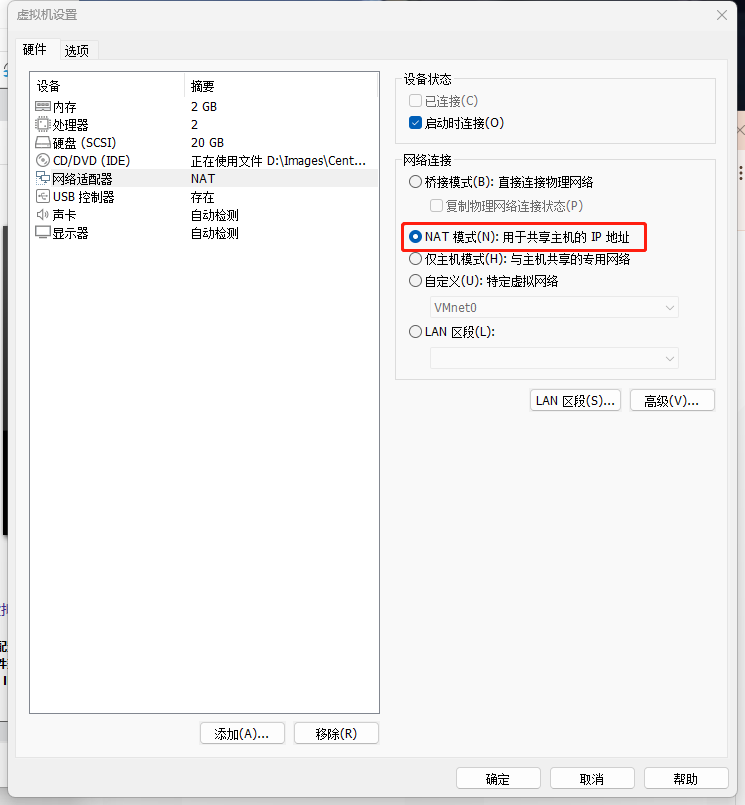 虚拟机设置
硬件 选项
设备 摘要
内存 2 GB
处理器 2
硬盘 (SCSI) 20 GB
CD/DVD (IDE) 正在使用文件 D:\Images\Cent...
网络适配器 NAT
USB 控制器 存在
声卡 自动检测
显示器 自动检测
添加(A)... 移除(R)
设备状态
已连接(C)
启动时连接(O)
网络连接
桥接模式(B): 直接连接物理网络
复制物理网络连接状态(P)
NAT 模式(N): 用于共享主机的 IP 地址
仅主机模式(H): 与主机共享的专用网络
自定义(U): 特定虚拟网络
VMnet0
LAN 区段(L):
LAN 区段(S)... 高级(V)...
确定 取消 帮助